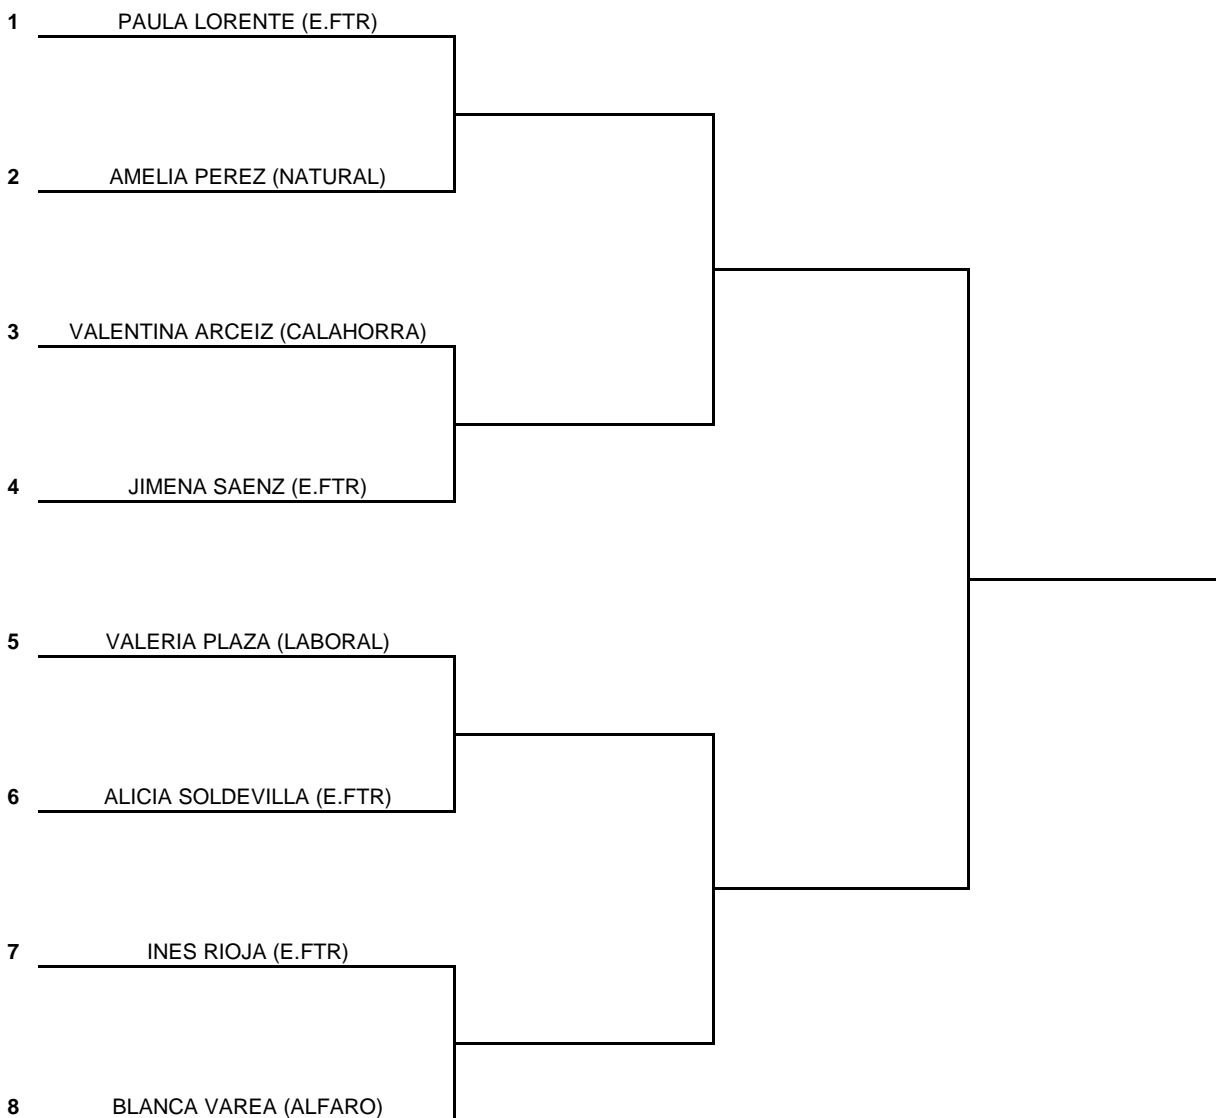 1 PAULA LORENTE (E.FTR)
2 AMELIA PEREZ (NATURAL)
3 VALENTINA ARCEIZ (CALAHORRA)
4 JIMENA SAENZ (E.FTR)
5 VALERIA PLAZA (LABORAL)
6 ALICIA SOLDEVILLA (E.FTR)
7 INES RIOJA (E.FTR)
8 BLANCA VAREA (ALFARO)